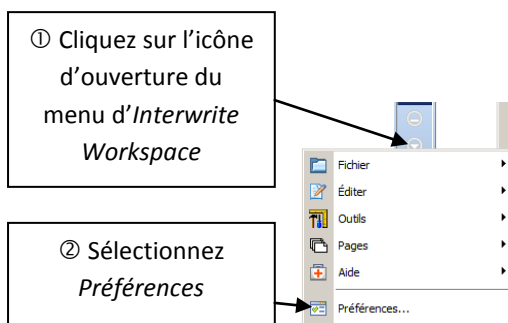 ① Cliquez sur l’icône
d’ouverture du
menu d’Interwrite
Workspace
Fichier
Éditer
Outils
Pages
Aide
② Sélectionnez
Préférences
Préférences...